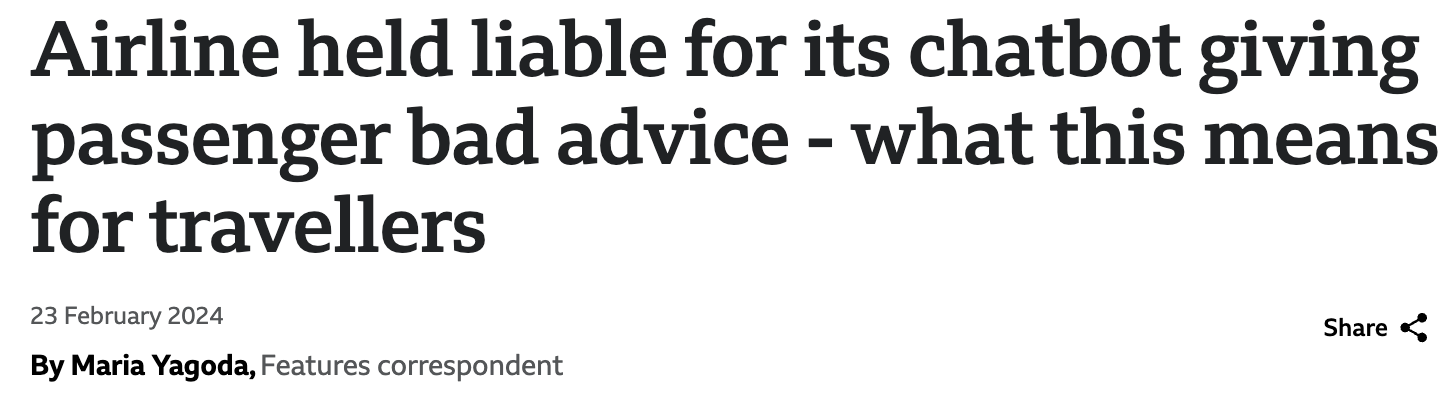 Airline held liable for its chatbot giving
passenger bad advice - what this means
for travellers
23 February 2024
Share
By Maria Yagoda, Features correspondent